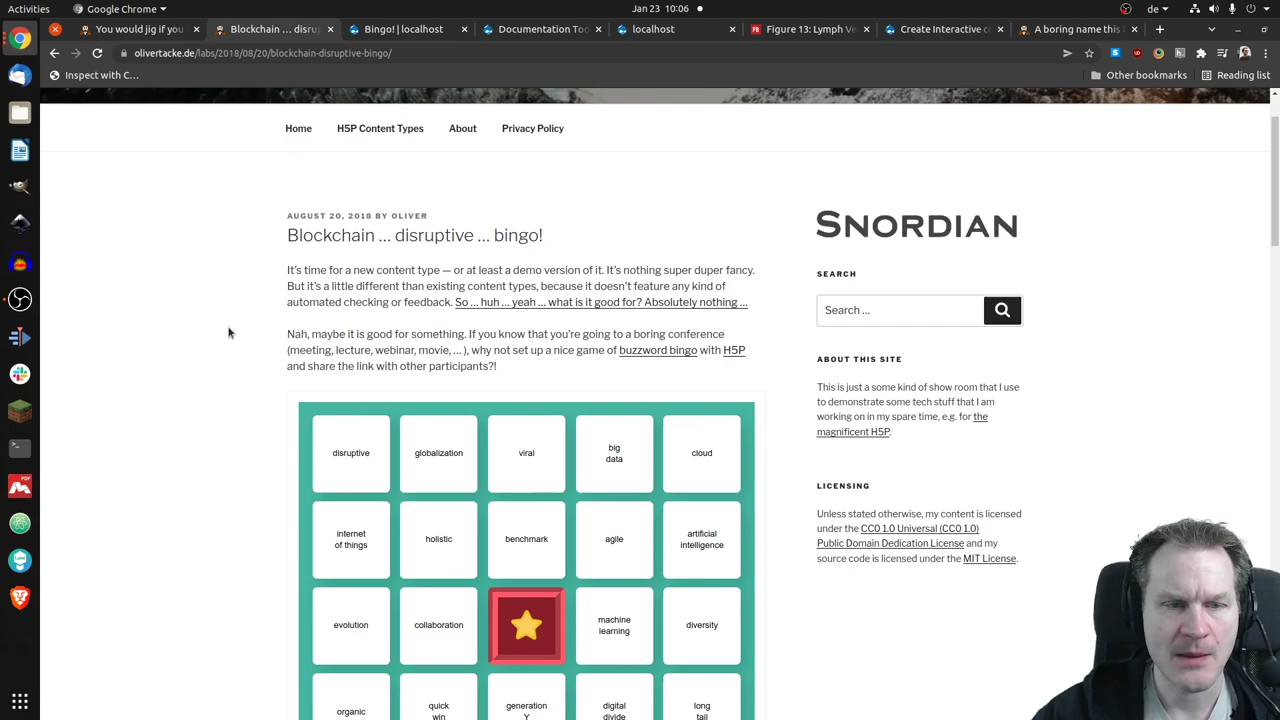 Activities
Google Chrome
Jan 23 10:06
de
You would jig if you
Blockchain … disrup
Bingo! | localhost
Documentation Too
localhost
Figure 13: Lymph Ve
Create Interactive c
A boring name this
olivertacke.de/labs/2018/08/20/blockchain-disruptive-bingo/
Inspect with C…
Other bookmarks
Reading list
Home
H5P Content Types
About
Privacy Policy
AUGUST 20, 2018 BY OLIVER
Blockchain … disruptive … bingo!
It’s time for a new content type — or at least a demo version of it. It’s nothing super duper fancy.
But it’s a little different than existing content types, because it doesn’t feature any kind of
automated checking or feedback. So … huh … yeah … what is it good for? Absolutely nothing …
Nah, maybe it is good for something. If you know that you’re going to a boring conference
(meeting, lecture, webinar, movie, … ), why not set up a nice game of buzzword bingo with H5P
and share the link with other participants?!
disruptive
globalization
viral
big
data
cloud
internet
of things
holistic
benchmark
agile
artificial
intelligence
evolution
collaboration
machine
learning
diversity
organic
quick
win
generation
Y
digital
divide
long
tail
SNORDIAN
SEARCH
Search …
ABOUT THIS SITE
This is just a some kind of show room that I use
to demonstrate some tech stuff that I am
working on in my spare time, e.g. for the
magnificent H5P.
LICENSING
Unless stated otherwise, my content is licensed
under the CC0 1.0 Universal (CC0 1.0)
Public Domain Dedication License and my
source code is licensed under the MIT License.